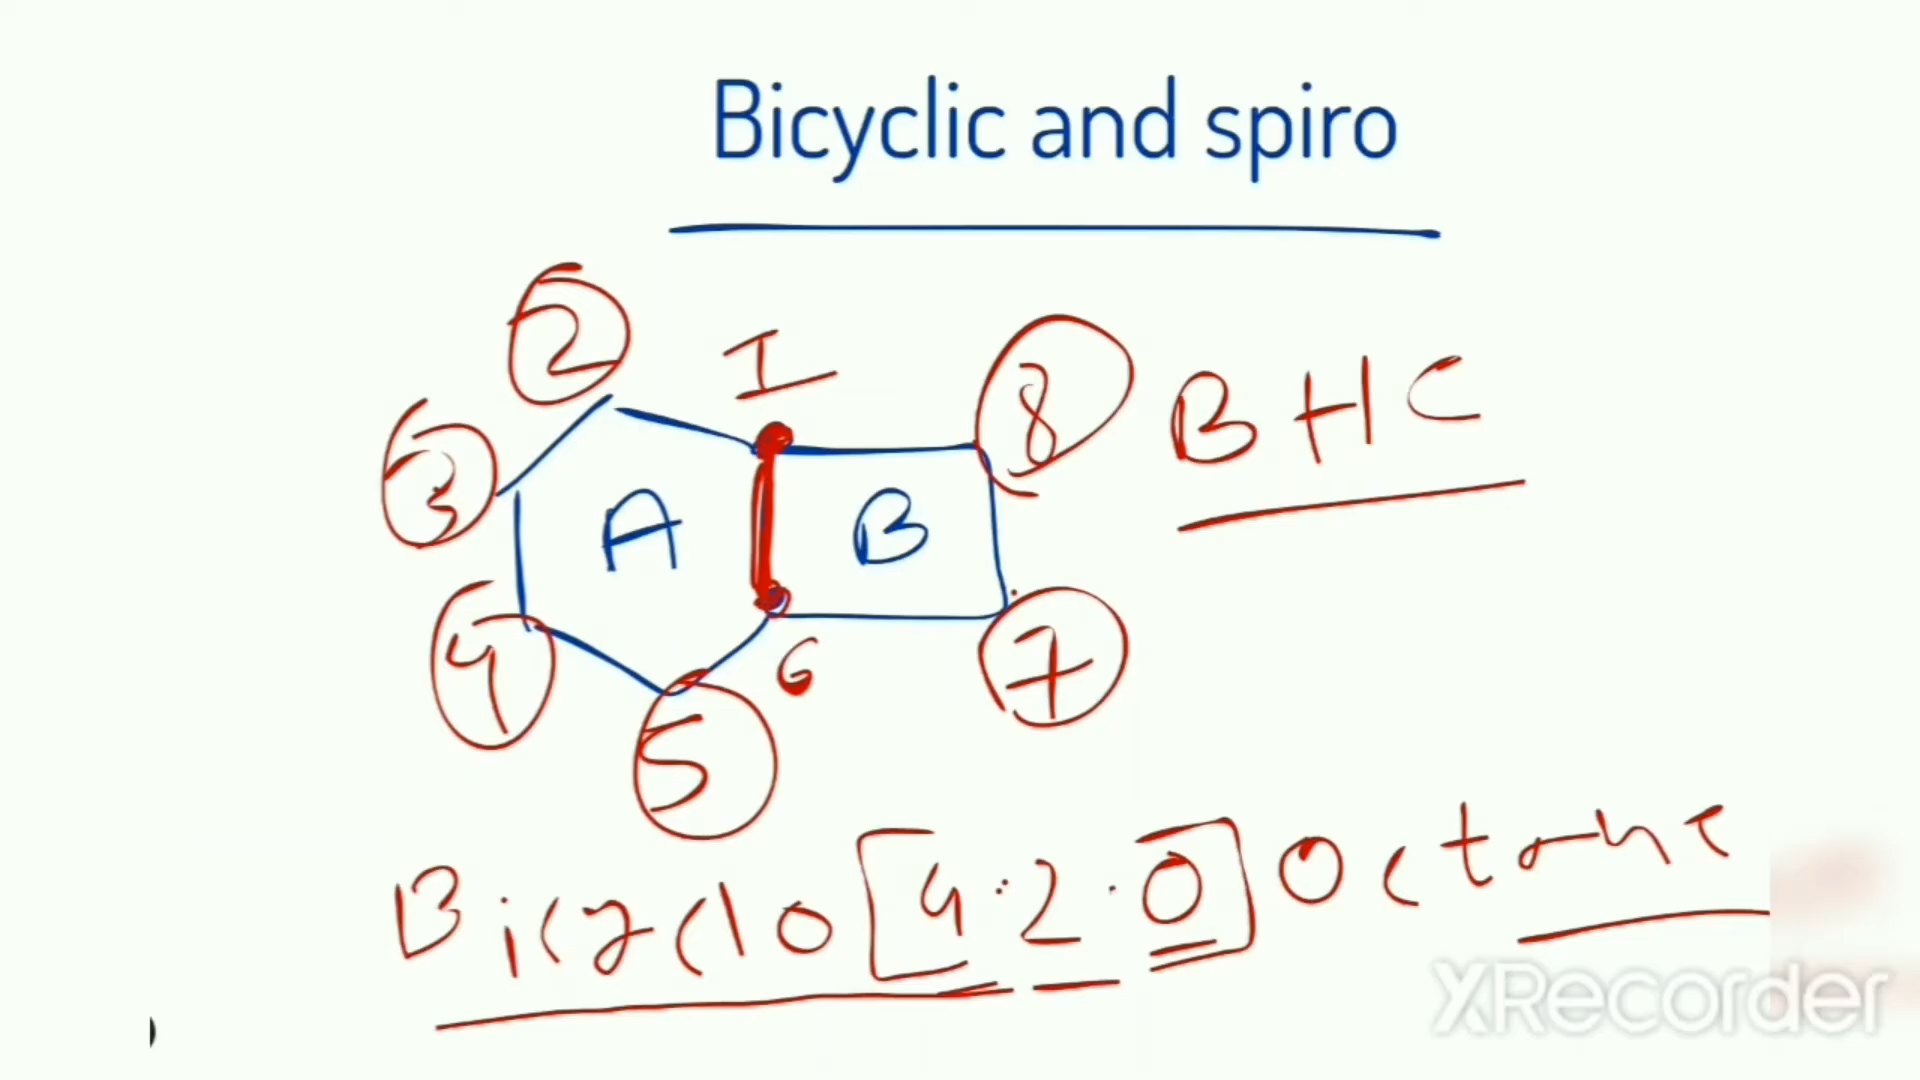 Bicyclic and spiro
2
I
8
BHC
3
A
B
4
6
7
5
Bicyclo [4.2.0] Octane
XRecorder